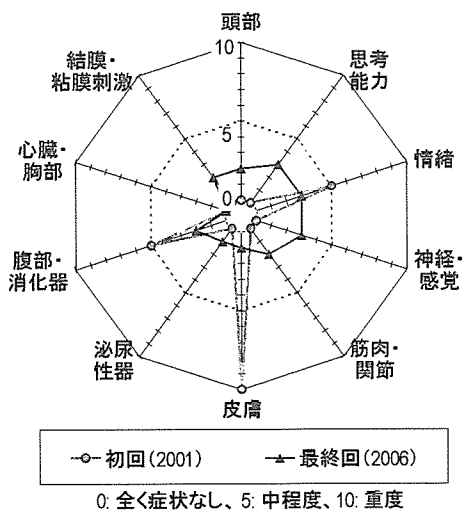 頭部
10
思考
能力
結膜・
粘膜刺激
5
心臓・
胸部
情緒
0
腹部・
消化器
神経・
感覚
泌尿
性器
筋肉・
関節
皮膚
初回(2001)
最終回(2006)
0: 全く症状なし、5: 中程度、10: 重度